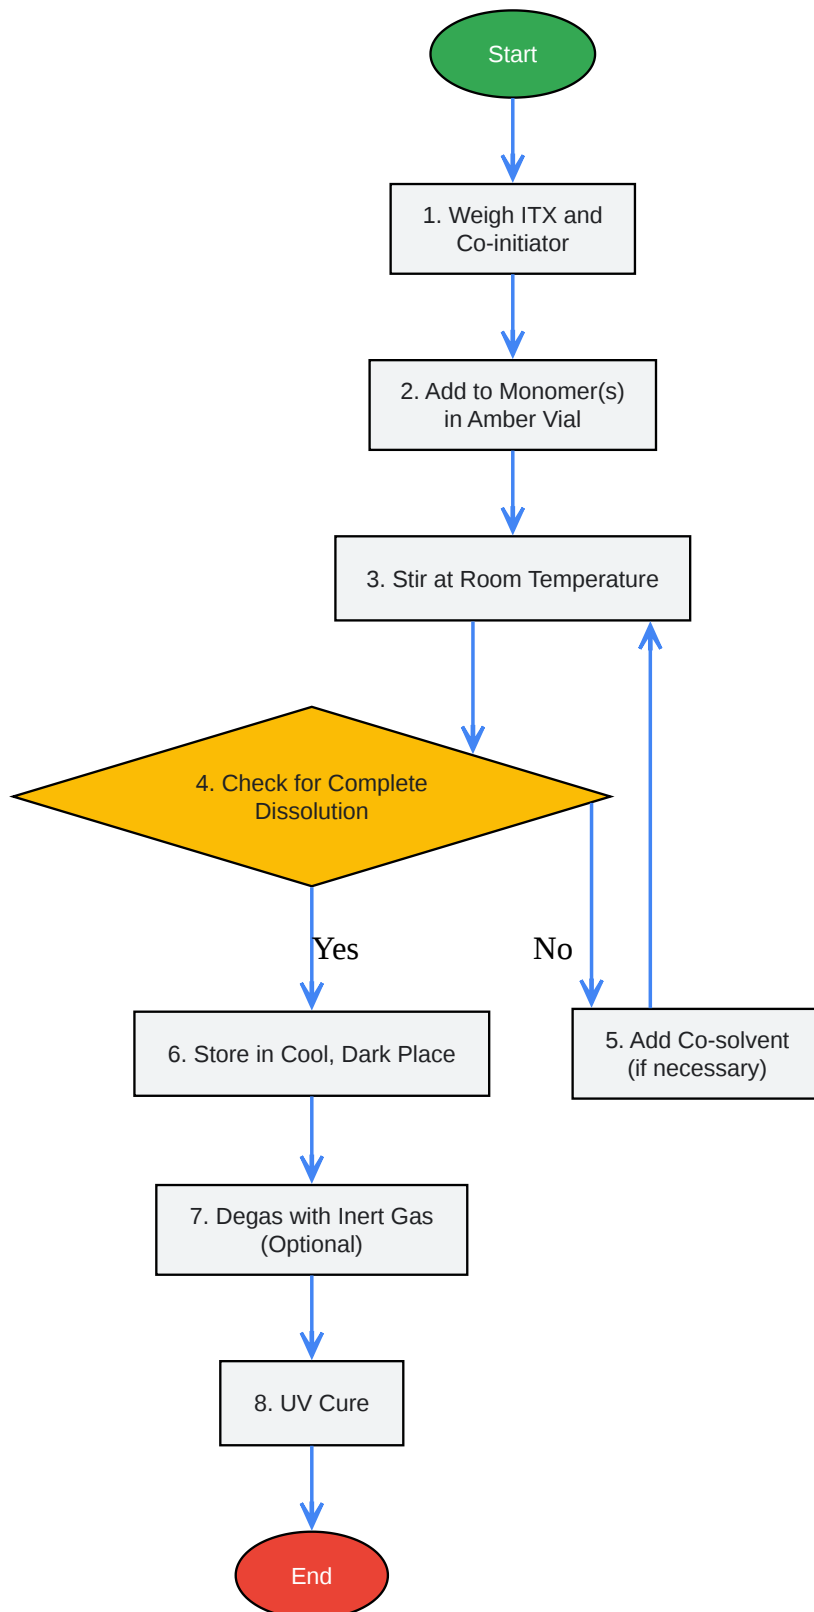 Start
1. Weigh ITX and
Co-initiator
2. Add to Monomer(s)
in Amber Vial
3. Stir at Room Temperature
4. Check for Complete
Dissolution
Yes
No
6. Store in Cool, Dark Place
5. Add Co-solvent
(if necessary)
7. Degas with Inert Gas
(Optional)
8. UV Cure
End